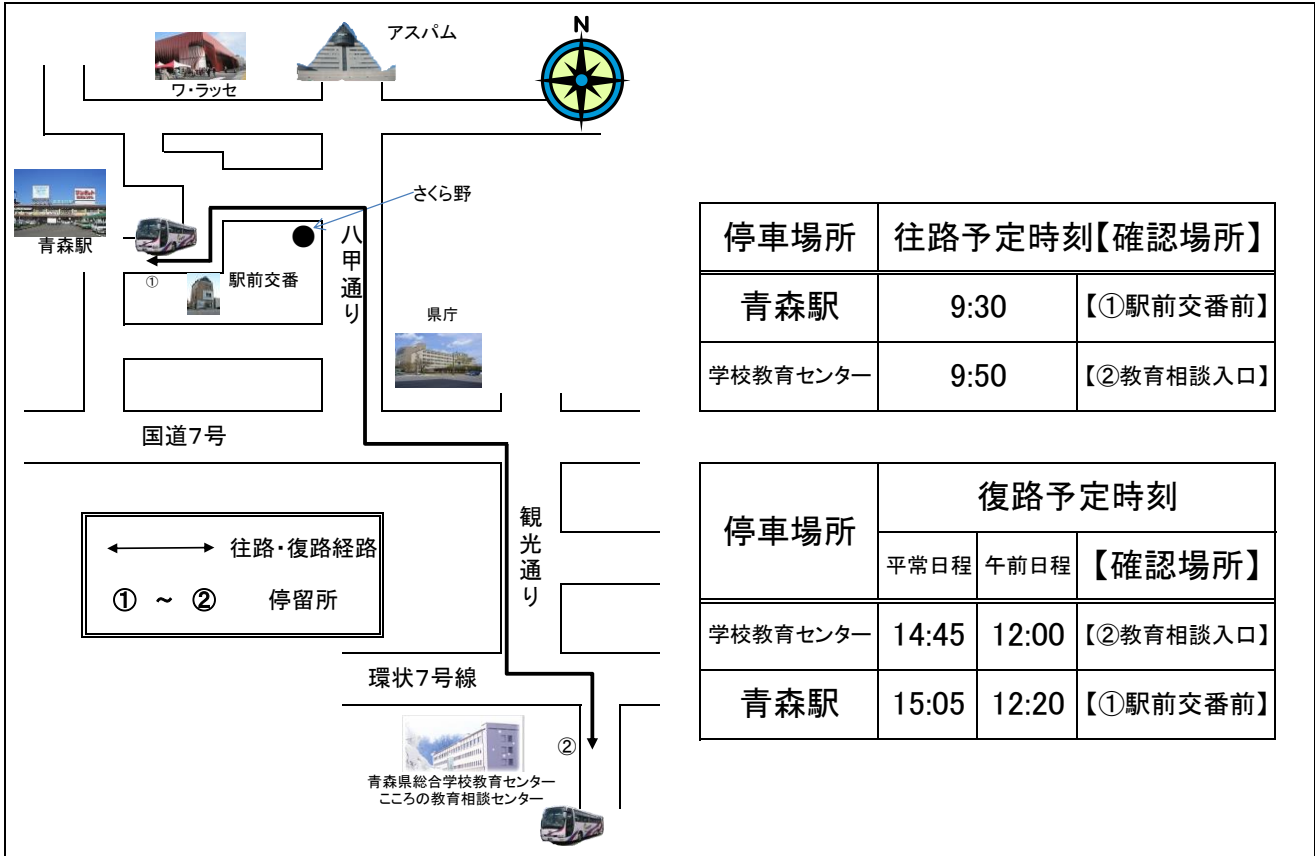 N
アスパム
ワ・ラッセ
さくら野
青森駅
①
駅前交番
八甲通り
県庁
国道7号
観光通り
往路・復路経路
① ~ ② 停留所
環状7号線
②
青森県総合学校教育センター
こころの教育相談センター
停車場所 往路予定時刻【確認場所】
青森駅 9:30 【①駅前交番前】
学校教育センター 9:50 【②教育相談入口】
停車場所 復路予定時刻
平常日程 午前日程 【確認場所】
学校教育センター 14:45 12:00 【②教育相談入口】
青森駅 15:05 12:20 【①駅前交番前】